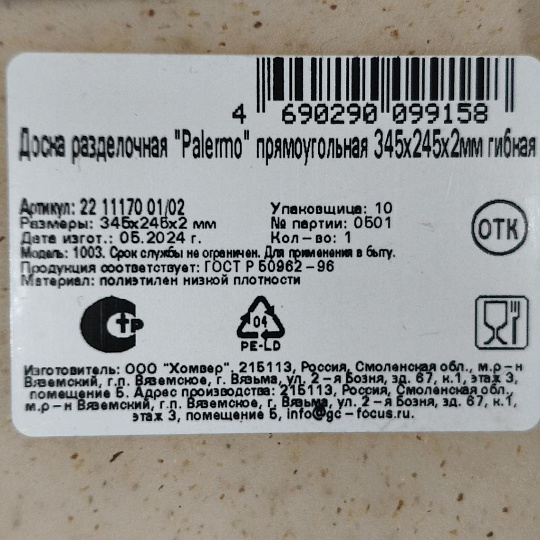 4 690290 099158
Доска разделочная "Palermo" прямоугольная 345х245х2мм гибкая
Артикул: 22 11170 01/02
Размеры: 345х245х2 мм
Дата изгот.: 05.2024 г.
Упаковщица: 10
№ партии: 0501
Кол-во: 1
Модель: 1003. Срок службы не ограничен. Для применения в быту.
Продукция соответствует: ГОСТ Р 50962-96
Материал: полиэтилен низкой плотности
ОТК
СТР
04
PE-LD
Изготовитель: ООО "Хомвер". 215113, Россия, Смоленская обл., м.р-н
Вяземский, г.п. Вяземское, г. Вязьма, ул. 2-я Бозня, зд. 67, к.1, этаж 3,
помещение Б. Адрес производства: 215113, Россия, Смоленская обл.,
м.р-н Вяземский, г.п. Вяземское, г. Вязьма, ул. 2-я Бозня, зд. 67, к.1,
этаж 3, помещение Б, info@gc-focus.ru.